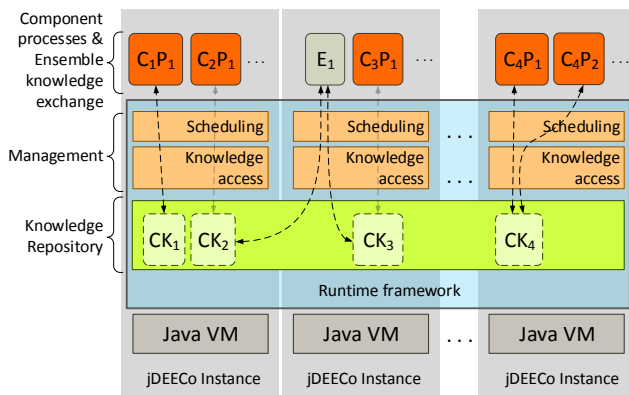 Component
processes &
Ensemble
knowledge
exchange
C1P1 C2P1 ... E1 C3P1 ... C4P1 C4P2 ...
Management
Scheduling Scheduling ... Scheduling
Knowledge
access
Knowledge
access
...
Knowledge
access
Knowledge
Repository
CK1 CK2 CK3 CK4
Runtime framework
Java VM Java VM ... Java VM
jDEECo Instance jDEECo Instance jDEECo Instance